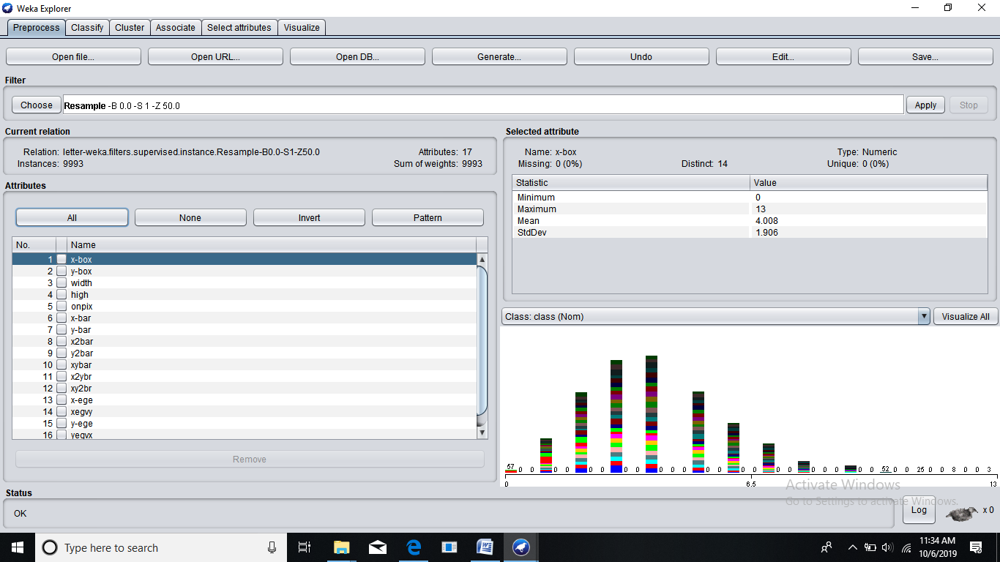 Weka Explorer
Preprocess Classify Cluster Associate Select attributes Visualize
Open file... Open URL... Open DB... Generate... Undo Edit... Save...
Filter
Choose Resample -B 0.0 -S 1 -Z 50.0 Apply Stop
Current relation
Relation: letter-weka.filters.supervised.instance.Resample-B0.0-S1-Z50.0 Attributes: 17
Instances: 9993 Sum of weights: 9993
Attributes
All None Invert Pattern
No. Name
1 x-box
2 y-box
3 width
4 high
5 onpix
6 x-bar
7 y-bar
8 x2bar
9 y2bar
10 xybar
11 x2ybr
12 xy2br
13 x-ege
14 xegvy
15 y-ege
16 yegvx
Remove
Selected attribute
Name: x-box Type: Numeric
Missing: 0 (0%) Distinct: 14 Unique: 0 (0%)
Statistic Value
Minimum 0
Maximum 13
Mean 4.008
StdDev 1.906
Class: class (Nom) Visualize All
57 0 0 0 0 0 0 0 0 0 0 0 0 0 0 0 0 0 0 0 0 0 0 52 0 0 25 0 0 8 0 0 3
0 6.5 13
Activate Windows
Go to Settings to activate Windows.
Status
OK
Log x 0
Type here to search
11:34 AM
10/6/2019